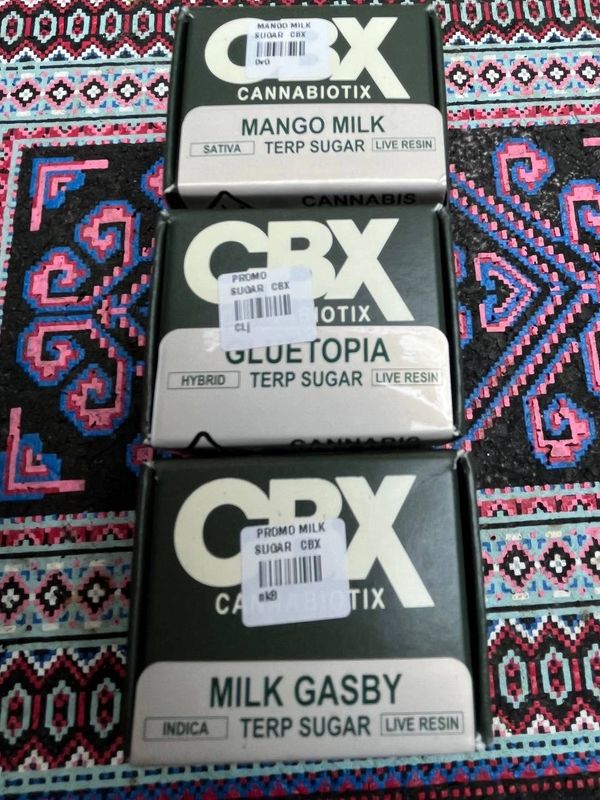 MANGO MILK
SUGAR CBX
CBX
CANNABIOTIX
MANGO MILK
SATIVA TERP SUGAR LIVE RESIN
CANNABIS
CBX
PROMO
SUGAR CBX
IOTIX
GLUETOPIA
HYBRID TERP SUGAR LIVE RESIN
CANNABIS
CBX
PROMO MILK
SUGAR CBX
CANNABIOTIX
MILK GASBY
INDICA TERP SUGAR LIVE RESIN